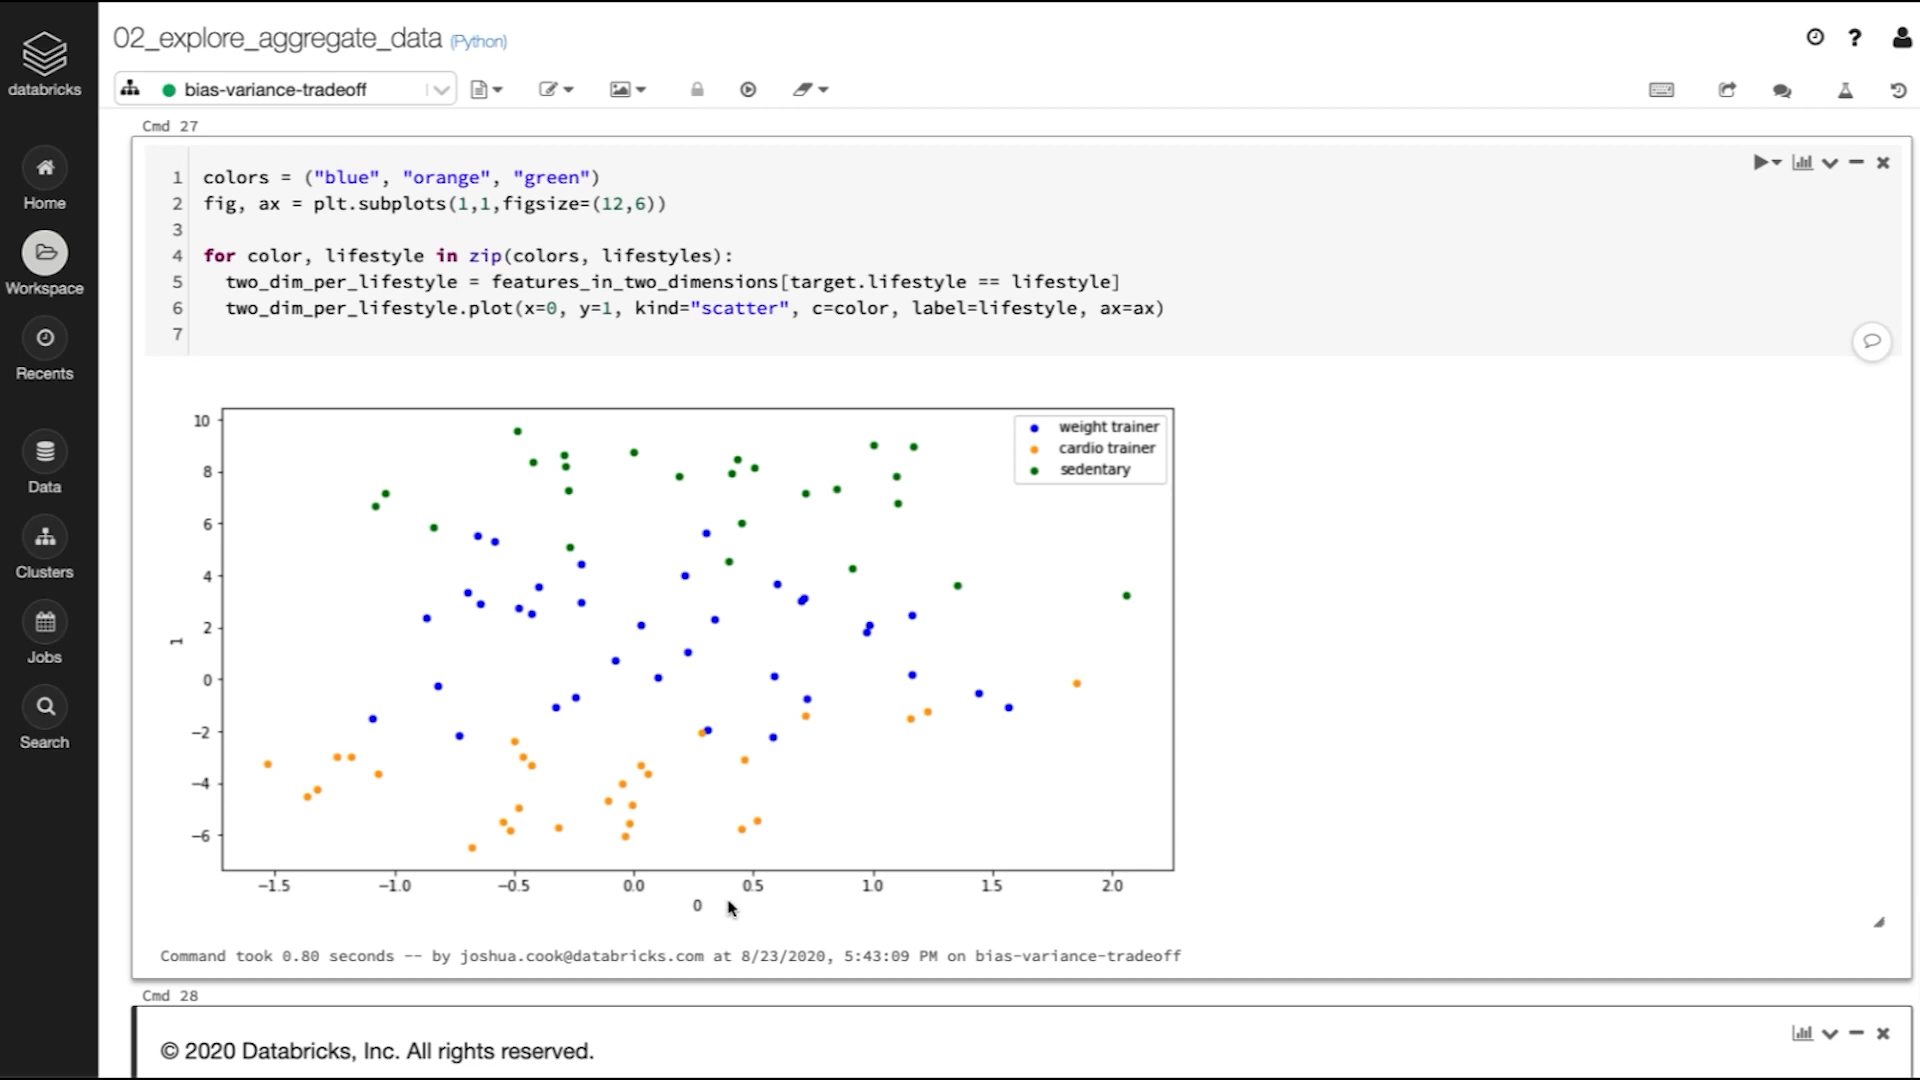 databricks
02_explore_aggregate_data (Python)
bias-variance-tradeoff
Home
Workspace
Recents
Data
Clusters
Jobs
Search
Cmd 27
1 colors = ("blue", "orange", "green")
2 fig, ax = plt.subplots(1,1,figsize=(12,6))
3
4 for color, lifestyle in zip(colors, lifestyles):
5   two_dim_per_lifestyle = features_in_two_dimensions[target.lifestyle == lifestyle]
6   two_dim_per_lifestyle.plot(x=0, y=1, kind="scatter", c=color, label=lifestyle, ax=ax)
7
weight trainer
cardio trainer
sedentary
10
8
6
4
2
0
−2
−4
−6
1
−1.5 −1.0 −0.5 0.0 0.5 1.0 1.5 2.0
0
Command took 0.80 seconds -- by joshua.cook@databricks.com at 8/23/2020, 5:43:09 PM on bias-variance-tradeoff
Cmd 28
© 2020 Databricks, Inc. All rights reserved.